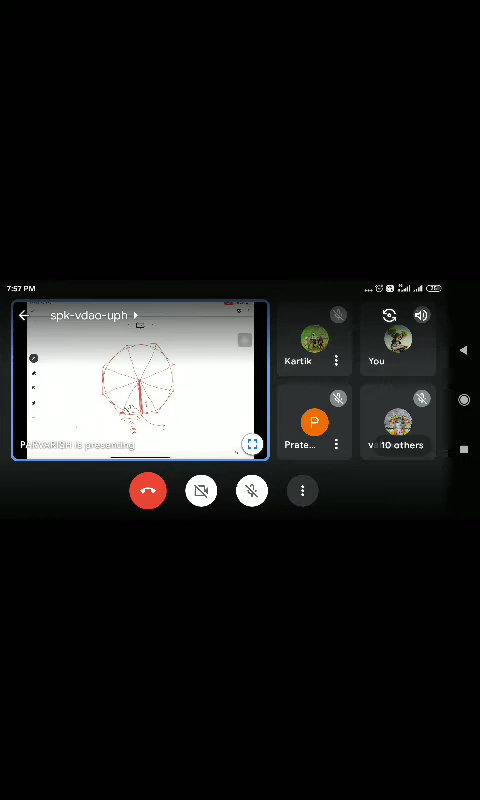 7:57 PM
spk-vdao-uph
PARVARISH is presenting
Kartik
You
P
Prate...
10 others